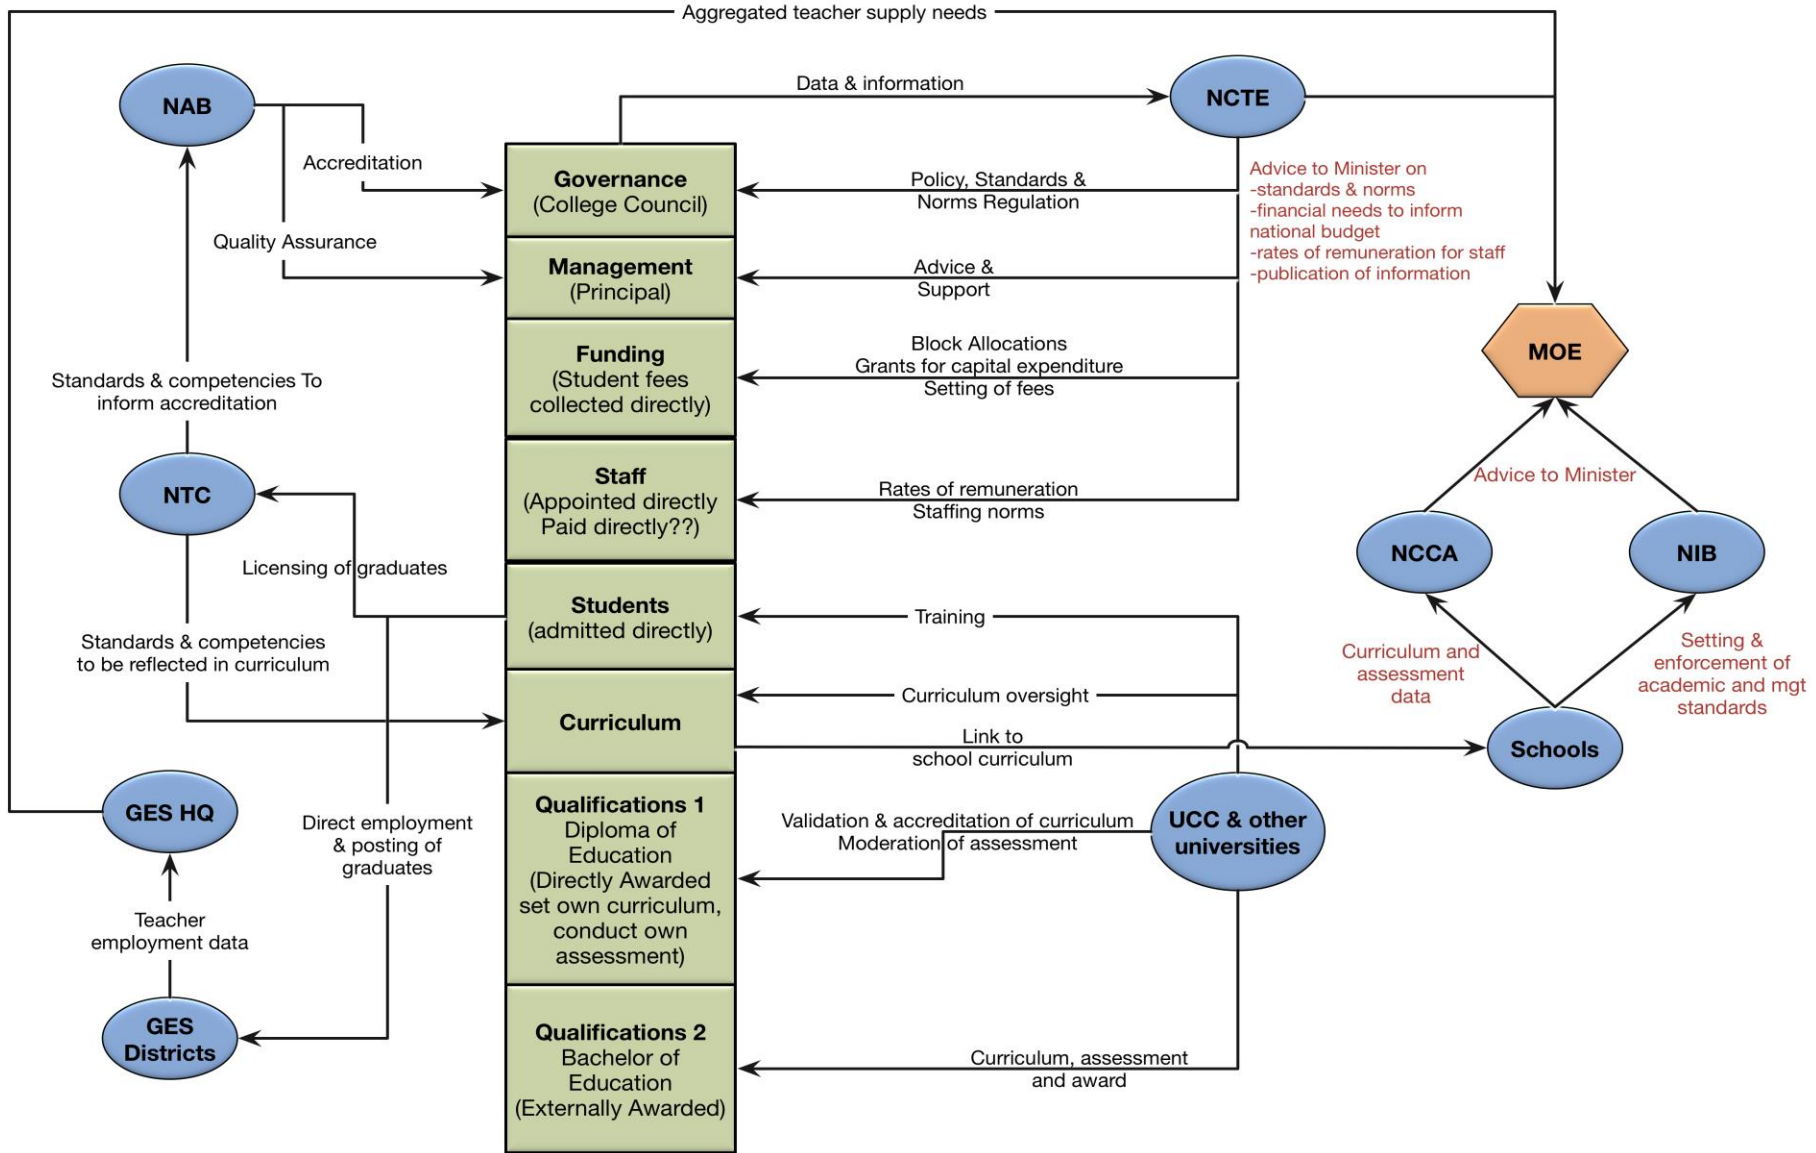 Aggregated teacher supply needs
NAB
Data & information
NCTE
Accreditation
Governance
(College Council)
Policy, Standards &
Norms Regulation
Advice to Minister on
-standards & norms
-financial needs to inform
national budget
-rates of remuneration for staff
-publication of information
Quality Assurance
Management
(Principal)
Advice &
Support
Funding
(Student fees
collected directly)
Block Allocations
Grants for capital expenditure
Setting of fees
MOE
Standards & competencies To
inform accreditation
NTC
Staff
(Appointed directly
Paid directly??)
Rates of remuneration
Staffing norms
Advice to Minister
NCCA
NIB
Licensing of graduates
Students
(admitted directly)
Training
Standards & competencies
to be reflected in curriculum
Curriculum and
assessment
data
Setting &
enforcement of
academic and mgt
standards
Curriculum
Curriculum oversight
Link to
school curriculum
Schools
GES HQ
Direct employment
& posting of
graduates
Qualifications 1
Diploma of
Education
(Directly Awarded
set own curriculum,
conduct own
assessment)
Validation & accreditation of curriculum
Moderation of assessment
UCC & other
universities
Teacher
employment data
GES
Districts
Qualifications 2
Bachelor of
Education
(Externally Awarded)
Curriculum, assessment
and award